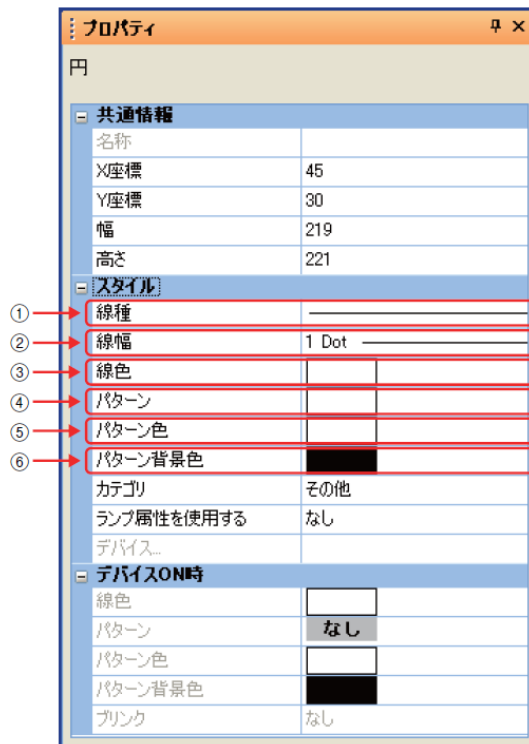 プロパティ
円
共通情報
名称
X座標 45
Y座標 30
幅 219
高さ 221
スタイル
① 線種
② 線幅 1 Dot
③ 線色
④ パターン
⑤ パターン色
⑥ パターン背景色
カテゴリ その他
ランプ属性を使用する なし
デバイス...
デバイスON時
線色
パターン なし
パターン色
パターン背景色
ブリンク なし